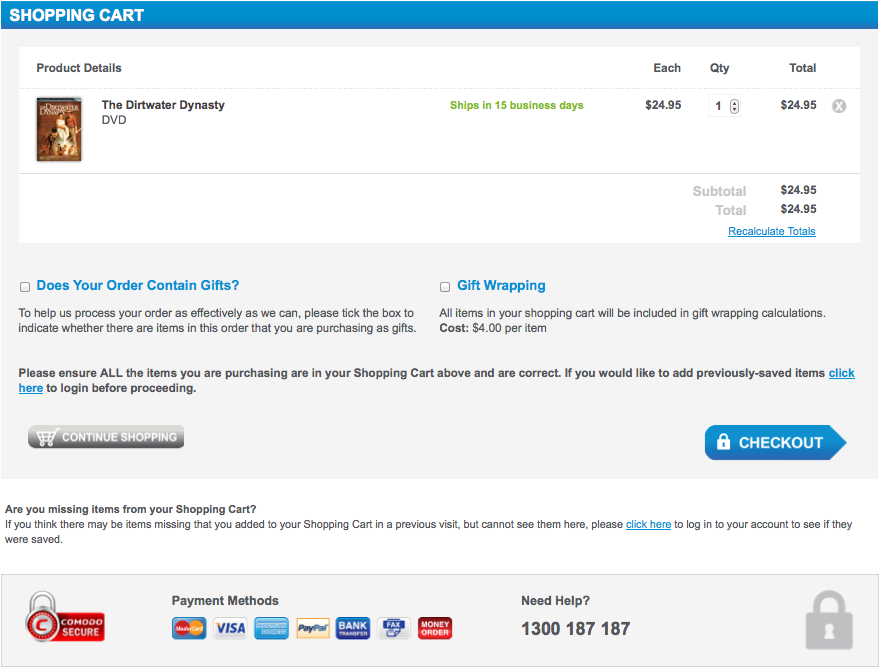 SHOPPING CART
Product Details Each Qty Total
DIRTWATER
DYNASTY
The Dirtwater Dynasty Ships in 15 business days $24.95 1 $24.95
DVD
Subtotal $24.95
Total $24.95
Recalculate Totals
Does Your Order Contain Gifts?
To help us process your order as effectively as we can, please tick the box to
indicate whether there are items in this order that you are purchasing as gifts.
Gift Wrapping
All items in your shopping cart will be included in gift wrapping calculations.
Cost: $4.00 per item
Please ensure ALL the items you are purchasing are in your Shopping Cart above and are correct. If you would like to add previously-saved items click
here to login before proceeding.
CONTINUE SHOPPING
CHECKOUT
Are you missing items from your Shopping Cart?
If you think there may be items missing that you added to your Shopping Cart in a previous visit, but cannot see them here, please click here to log in to your account to see if they
were saved.
C COMODO
SECURE
Payment Methods
MasterCard VISA AMERICAN EXPRESS PayPal BANK TRANSFER FAX MONEY ORDER
Need Help?
1300 187 187